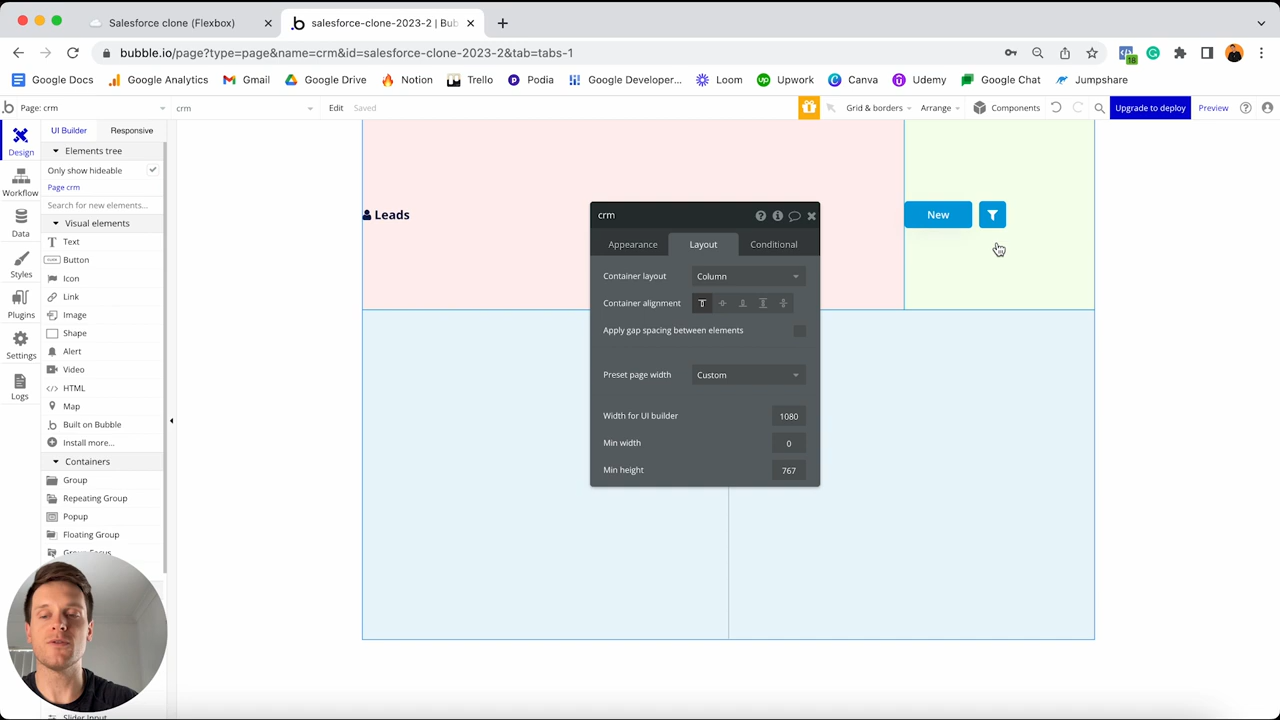 Salesforce clone (Flexbox)
salesforce-clone-2023-2 | Bub
bubble.io/page?type=page&name=crm&id=salesforce-clone-2023-2&tab=tabs-1
18
Google Docs
Google Analytics
Gmail
Google Drive
Notion
Trello
Podia
Google Developer...
Loom
Upwork
Canva
Udemy
Google Chat
Jumpshare
Page: crm
crm
Edit
Saved
Grid & borders
Arrange
Components
Upgrade to deploy
Preview
Design
Workflow
Data
Styles
Plugins
Settings
Logs
UI Builder
Responsive
Elements tree
Only show hideable
Page crm
Search for new elements...
Visual elements
Text
Button
Icon
Link
Image
Shape
Alert
Video
HTML
Map
Built on Bubble
Install more...
Containers
Group
Repeating Group
Popup
Floating Group
Group Focus
Slider Input
Leads
New
crm
Appearance
Layout
Conditional
Container layout
Column
Container alignment
Apply gap spacing between elements
Preset page width
Custom
Width for UI builder
1080
Min width
0
Min height
767